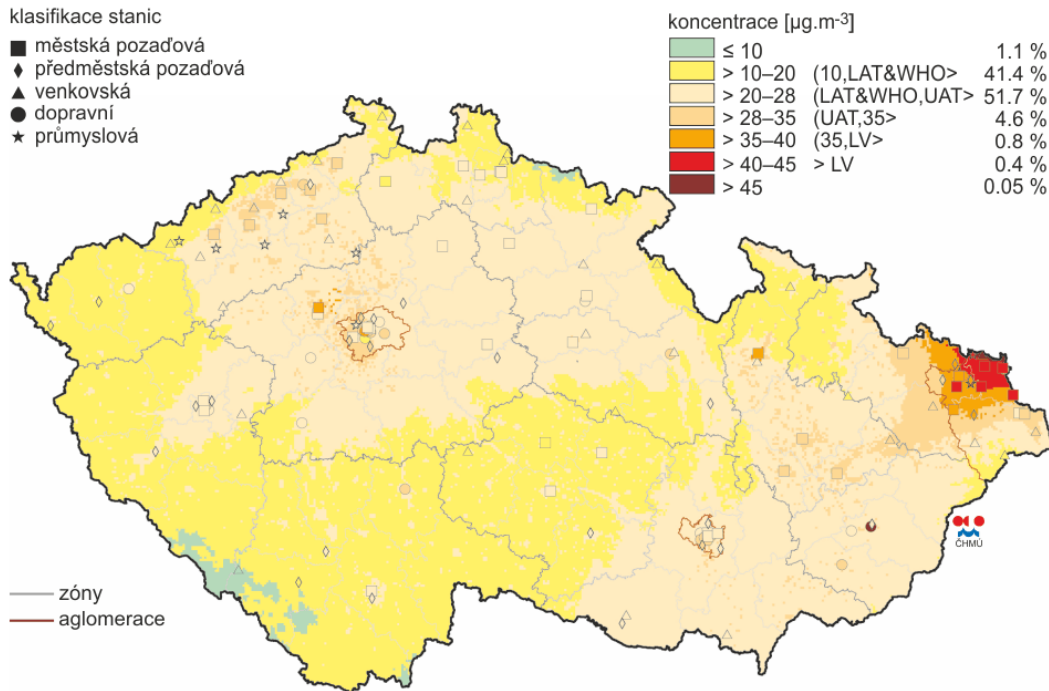 klasifikace stanic
městská pozaďová
předměstská pozaďová
venkovská
dopravní
průmyslová
koncentrace [µg.m-³]
≤ 10 1.1 %
> 10–20 (10,LAT&WHO> 41.4 %
> 20–28 (LAT&WHO,UAT> 51.7 %
> 28–35 (UAT,35> 4.6 %
> 35–40 (35,LV> 0.8 %
> 40–45 > LV 0.4 %
> 45 0.05 %
ČHMÚ
zóny
aglomerace